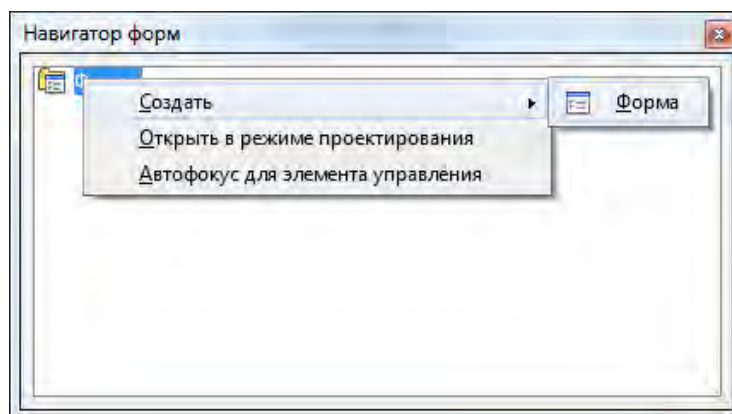 Навигатор форм
Создать
Форма
Открыть в режиме проектирования
Автофокус для элемента управления